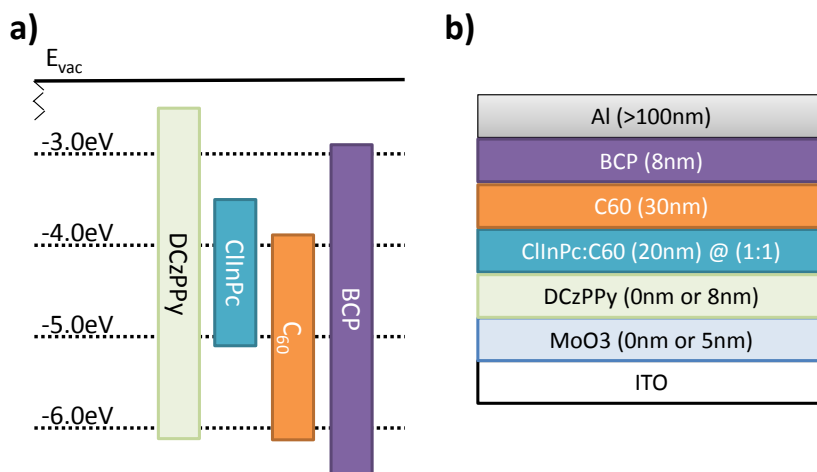 a)
E_vac
-3.0eV
-4.0eV
-5.0eV
-6.0eV
DCzPPy
ClInPc
C_60
BCP
b)
Al (>100nm)
BCP (8nm)
C60 (30nm)
ClInPc:C60 (20nm) @ (1:1)
DCzPPy (0nm or 8nm)
MoO3 (0nm or 5nm)
ITO